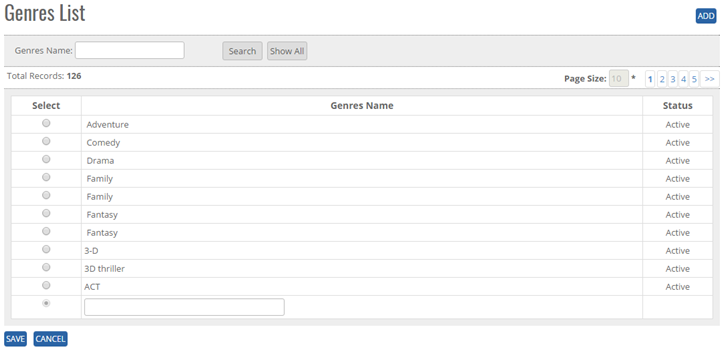 Genres List
ADD
Genres Name: Search Show All
Total Records: 126 Page Size: 10 * 1 2 3 4 5 >>
Select Genres Name Status
Adventure Active
Comedy Active
Drama Active
Family Active
Family Active
Fantasy Active
Fantasy Active
3-D Active
3D thriller Active
ACT Active
SAVE CANCEL